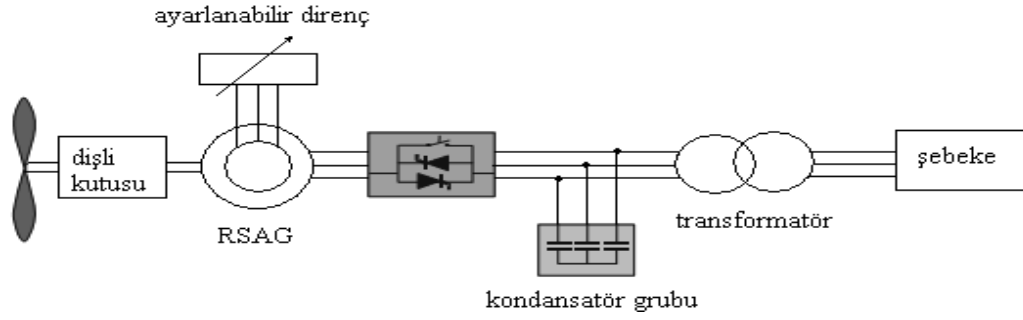 ayarlanabilir direnç
dişli
kutusu
RSAG
şebeke
transformatör
kondansatör grubu